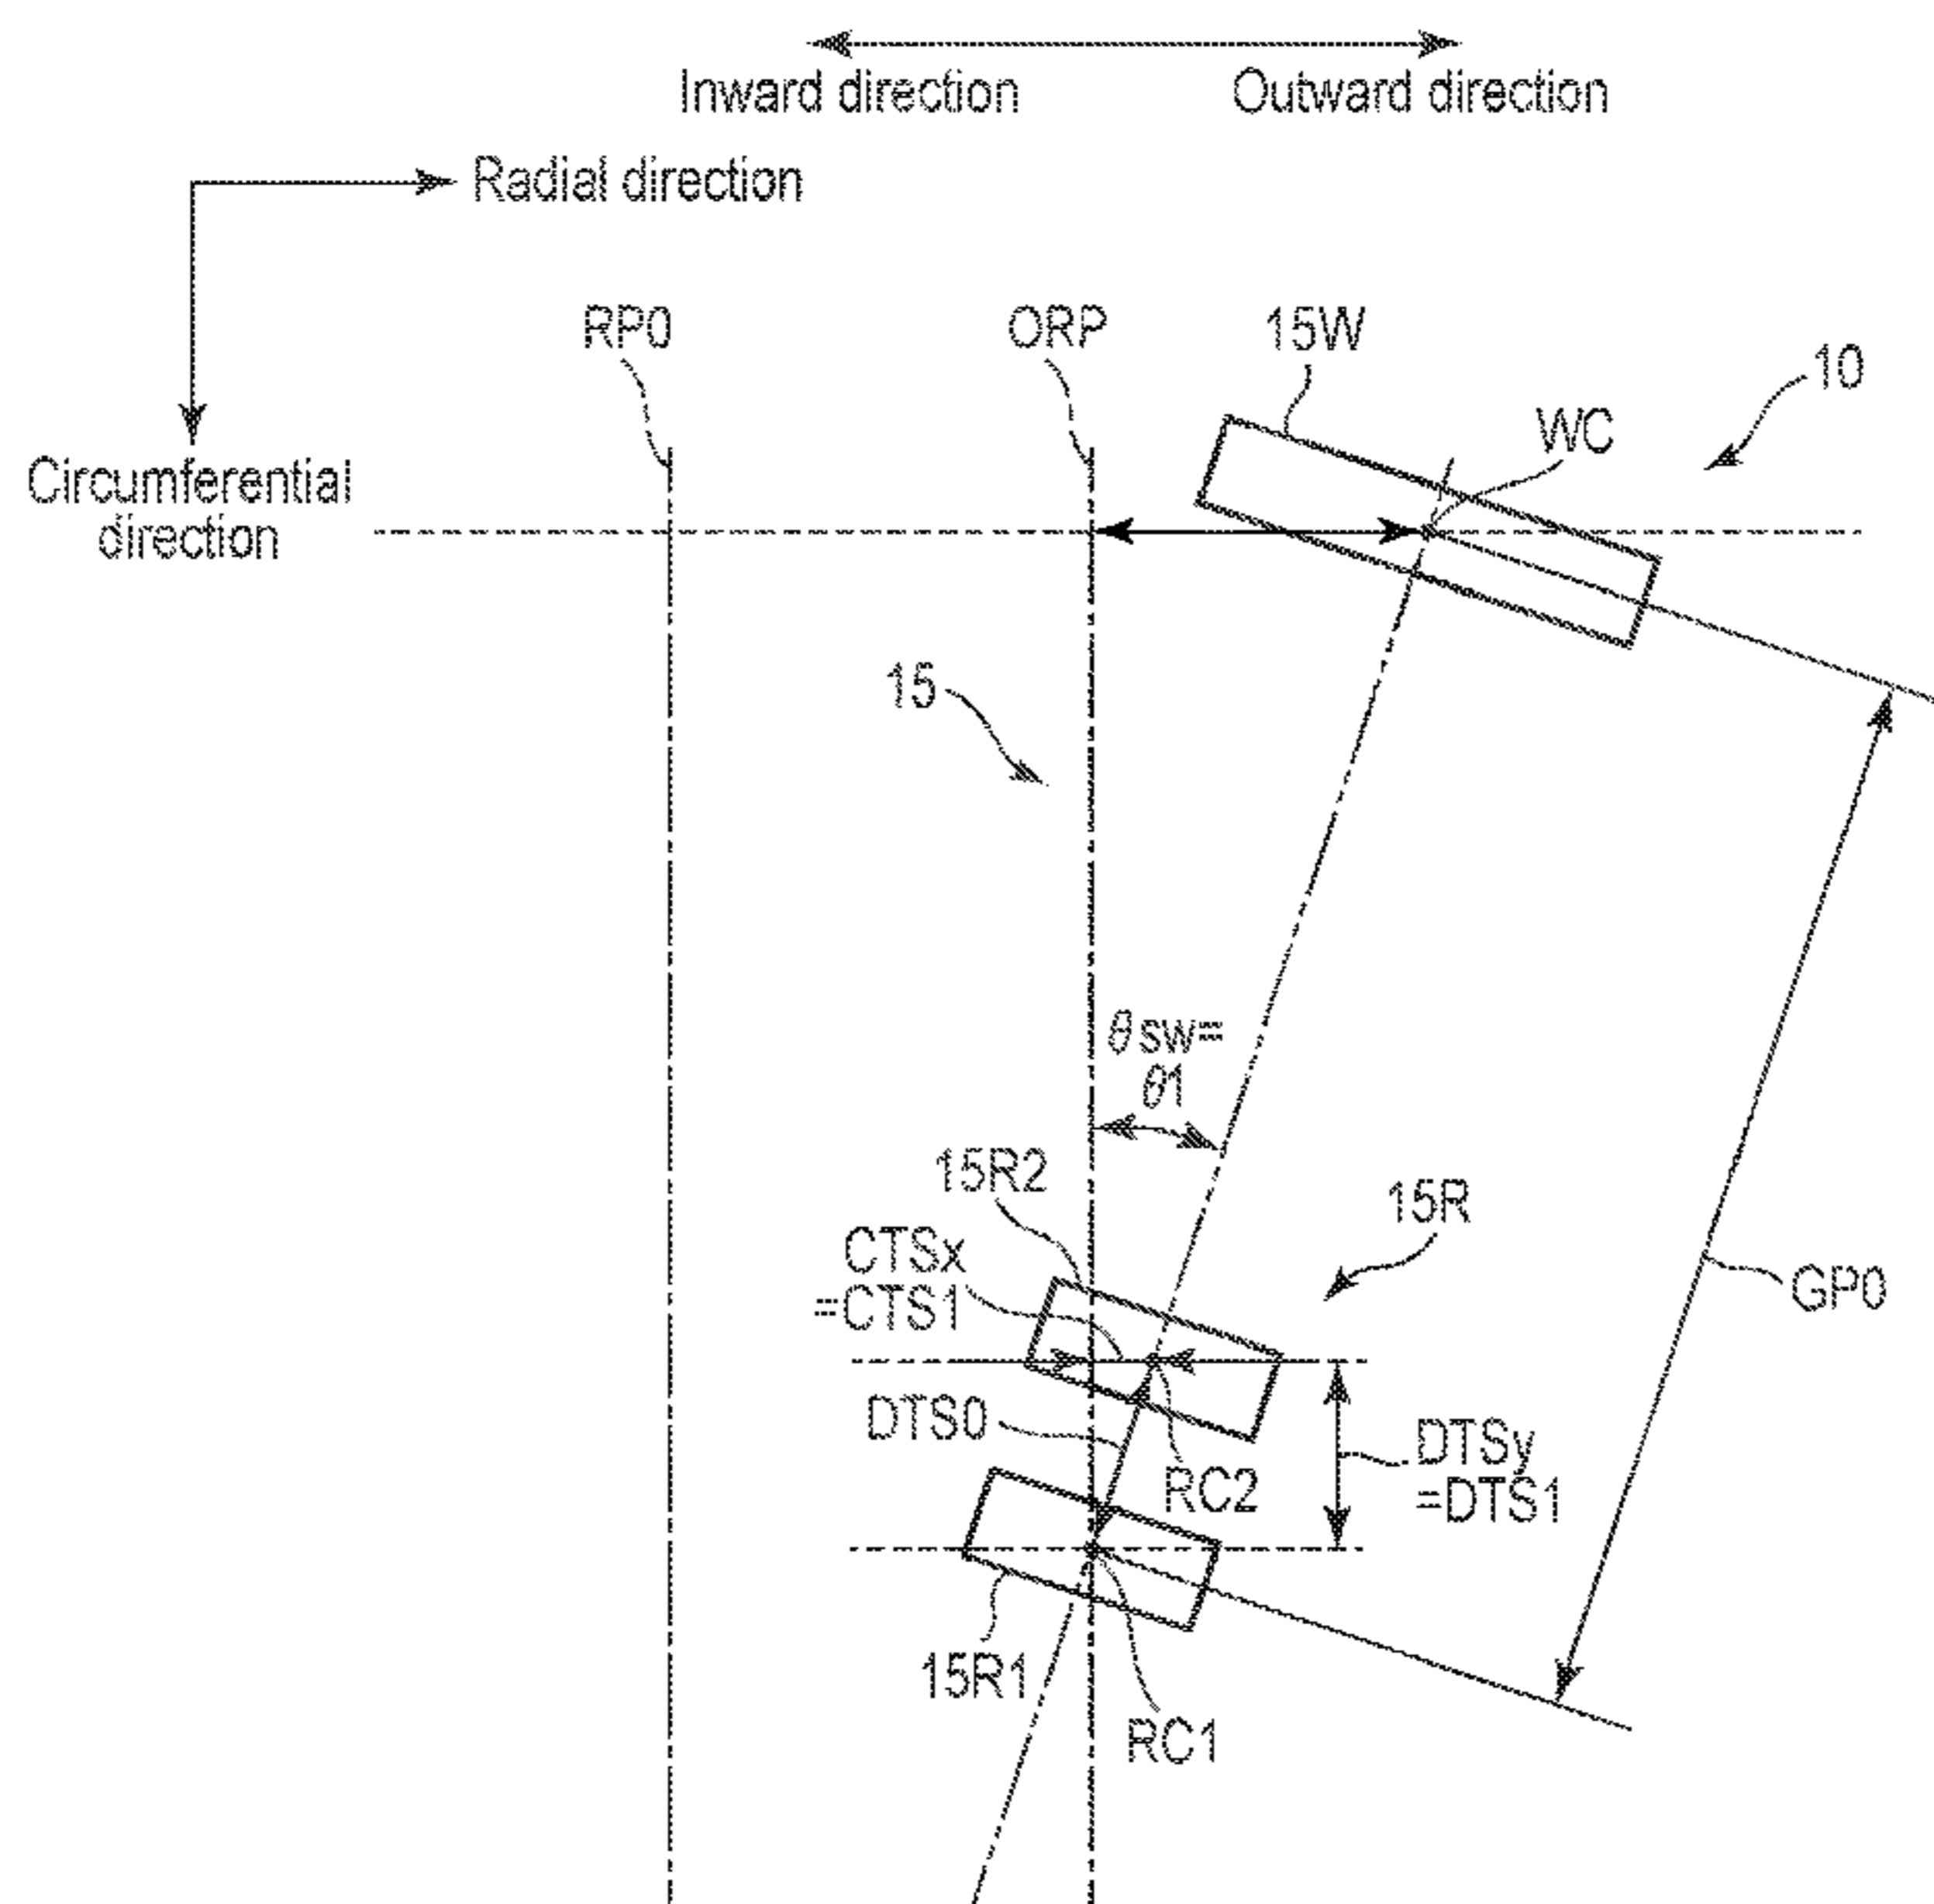 Inward direction
Outward direction
Radial direction
RP0
ORP
15W
10
WC
Circumferential
direction
15
θsw=
θ1
15R2
15R
CTSx
=CTS1
GP0
DTS0
DTSy
=DTS1
RC2
15R1
RC1